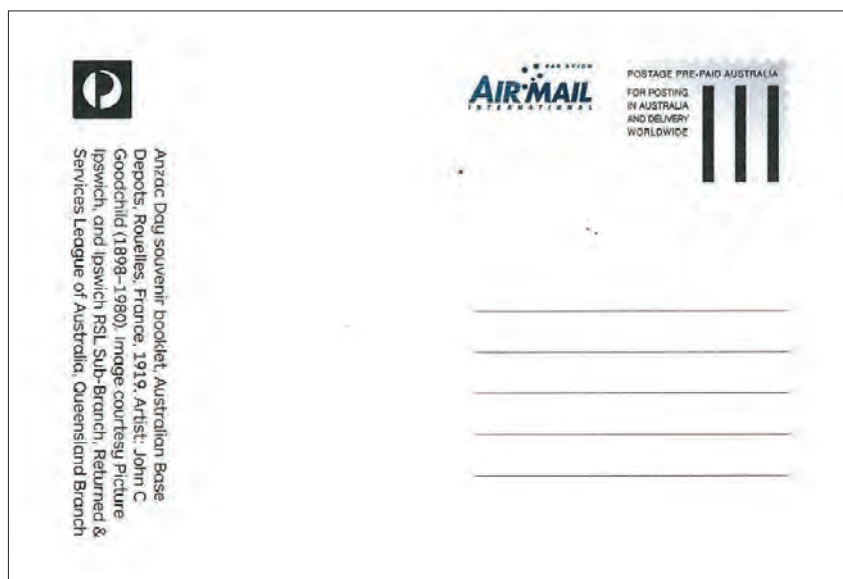 PAR AVION
AIR MAIL
INTERNATIONAL
POSTAGE PRE-PAID AUSTRALIA
FOR POSTING
IN AUSTRALIA
AND DELIVERY
WORLDWIDE
Anzac Day souvenir booklet, Australian Base
Depots, Rouelles, France, 1919. Artist: John C
Goodchild (1898–1980). Image courtesy Picture
Ipswich, and Ipswich RSL Sub-Branch, Returned &
Services League of Australia, Queensland Branch